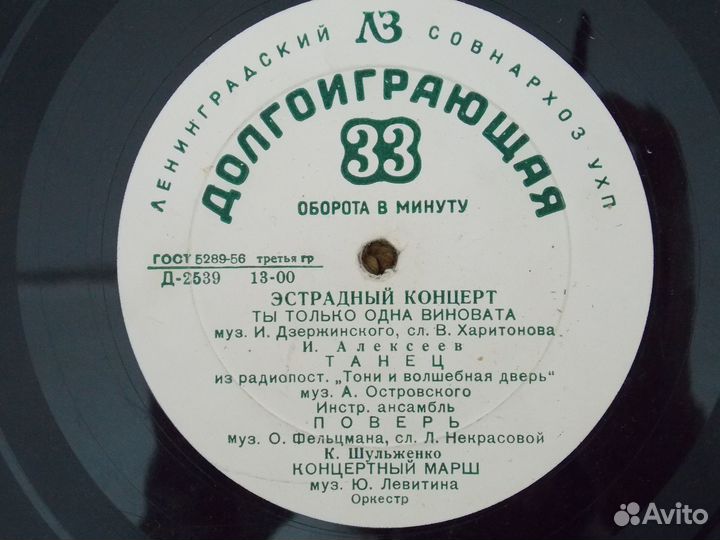 ЛЕНИНГРАДСКИЙ ЛЗ СОВНАРХОЗ УХП
ДОЛГОИГРАЮЩАЯ
33
ОБОРОТА В МИНУТУ
ГОСТ 5289-56 третья гр
Д-2539 13-00
ЭСТРАДНЫЙ КОНЦЕРТ
ТЫ ТОЛЬКО ОДНА ВИНОВАТА
муз. И. Дзержинского, сл. В. Харитонова
И. Алексеев
ТАНЕЦ
из радиопост. „Тони и волшебная дверь"
муз. А. Островского
Инстр. ансамбль
ПОВЕРЬ
муз. О. Фельцмана, сл. Л. Некрасовой
К. Шульженко
КОНЦЕРТНЫЙ МАРШ
муз. Ю. Левитина
Оркестр
Avito